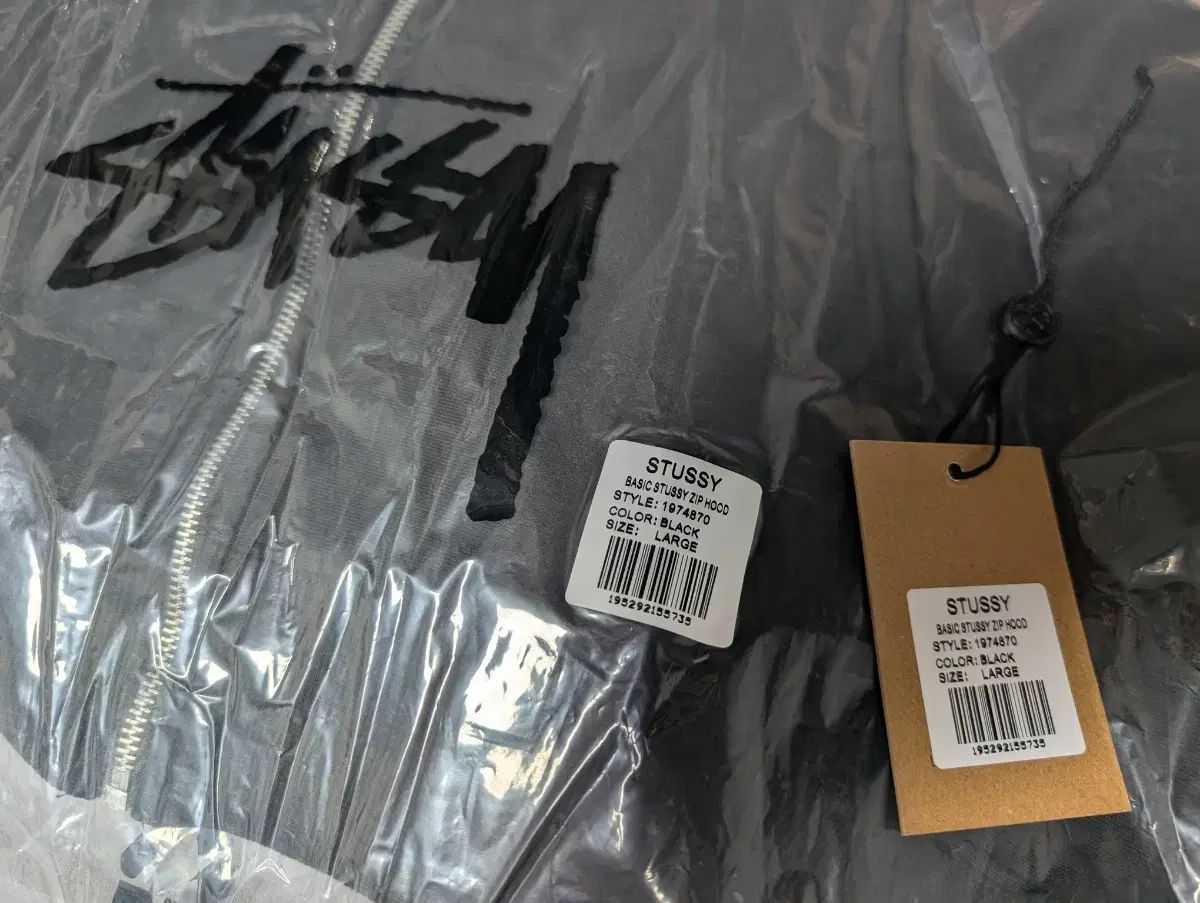 Stüssy
STUSSY
BASIC STUSSY ZIP HOOD
STYLE: 1974870
COLOR: BLACK
SIZE: LARGE
195292155735
STUSSY
BASIC STUSSY ZIP HOOD
STYLE: 1974870
COLOR: BLACK
SIZE: LARGE
195292155735